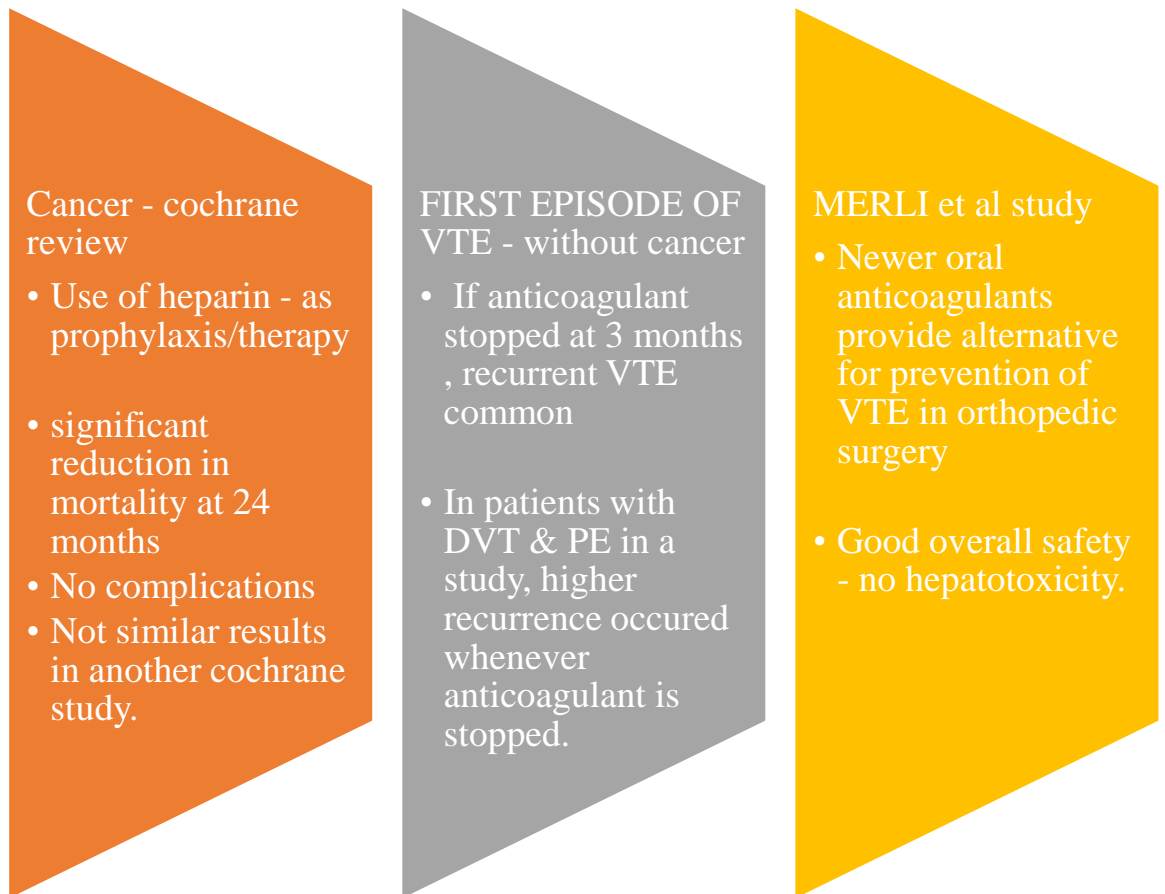 Cancer - cochrane
review
• Use of heparin - as
prophylaxis/therapy
• significant
reduction in
mortality at 24
months
• No complications
• Not similar results
in another cochrane
study.
FIRST EPISODE OF
VTE - without cancer
• If anticoagulant
stopped at 3 months
, recurrent VTE
common
• In patients with
DVT & PE in a
study, higher
recurrence occured
whenever
anticoagulant is
stopped.
MERLI et al study
• Newer oral
anticoagulants
provide alternative
for prevention of
VTE in orthopedic
surgery
• Good overall safety
- no hepatotoxicity.